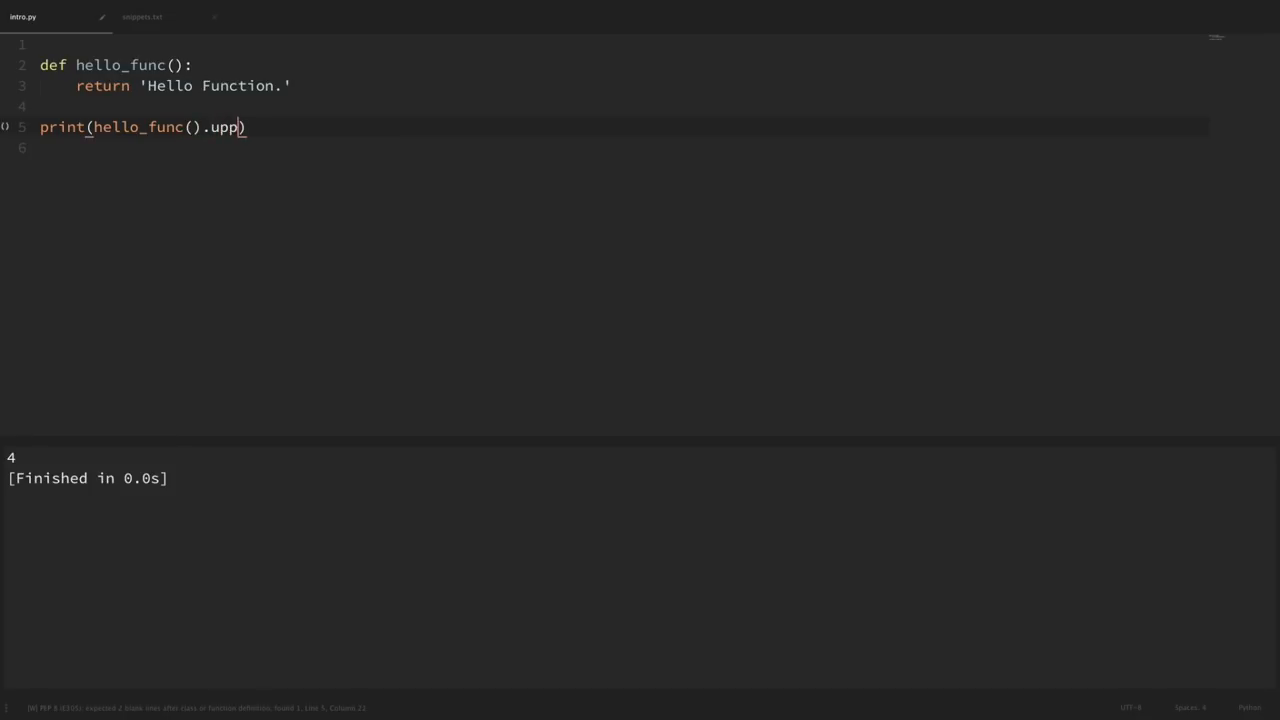 intro.py
snippets.txt
1
2 def hello_func():
3 return 'Hello Function.'
4
() 5 print(hello_func().upp)
6
4
[Finished in 0.0s]
[W] PEP 8 (E305): expected 2 blank lines after class or function definition, found 1, Line 5, Column 22
UTF-8
Spaces: 4
Python